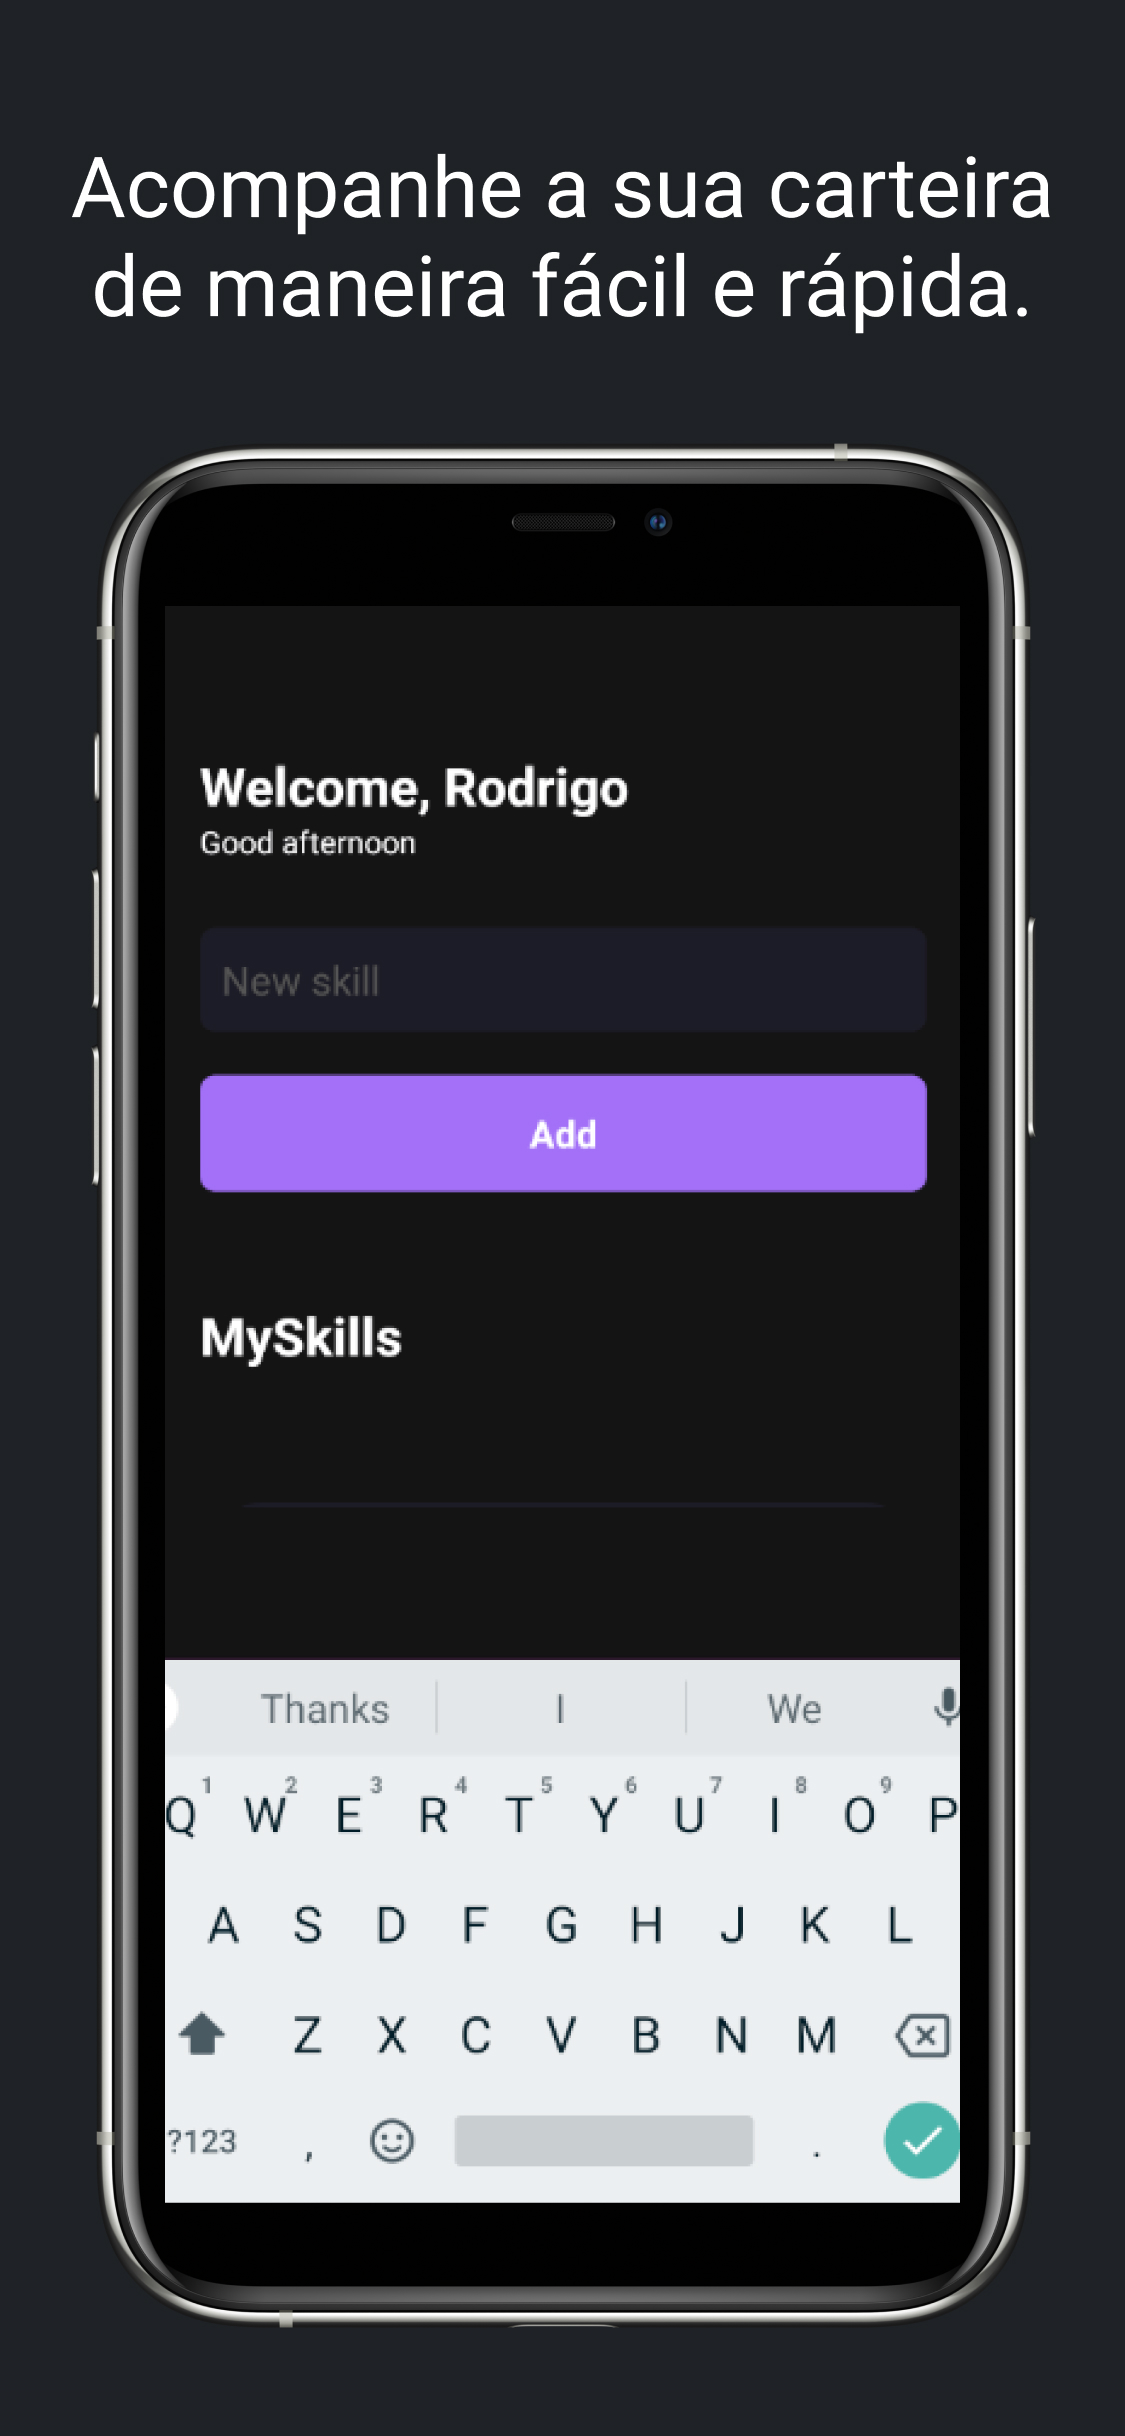 Acompanhe a sua carteira
de maneira fácil e rápida.
Welcome, Rodrigo
Good afternoon
New skill
Add
MySkills
Thanks I We
1 2 3 4 5 6 7 8 9
Q W E R T Y U I O P
A S D F G H J K L
Z X C V B N M
?123 , .